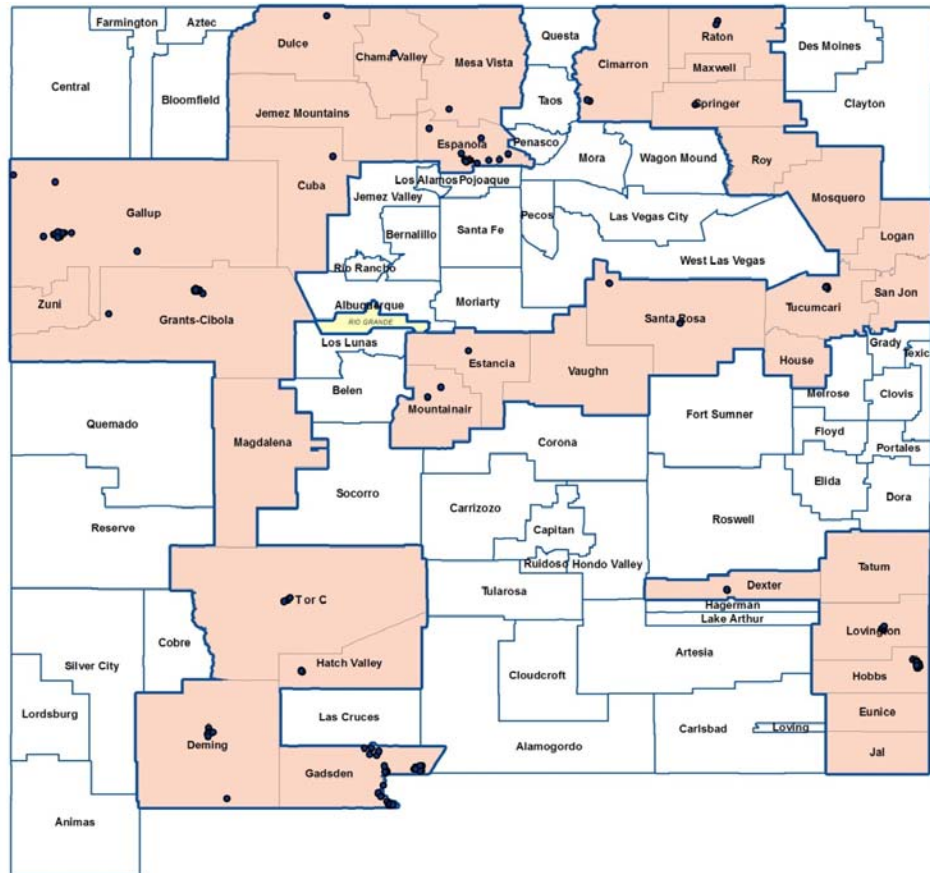 Farmington
Aztec
Questa
Raton
Des Moines
Dulce
Chama Valley
Mesa Vista
Cimarron
Maxwell
Central
Bloomfield
Taos
Springer
Clayton
Jemez Mountains
Espanola
Penasco
Mora
Wagon Mound
Roy
Cuba
Los Alamos
Pojoaque
Jemez Valley
Mosquero
Gallup
Pecos
Las Vegas City
Bernalillo
Santa Fe
Logan
Rio Rancho
West Las Vegas
Zuni
Albuquerque
Moriarty
Tucumcari
San Jon
Grants-Cibola
RIO GRANDE
Santa Rosa
Los Lunas
Grady
Texic
Estancia
Vaughn
House
Belen
Melrose
Clovis
Mountainair
Fort Sumner
Quemado
Floyd
Magdalena
Corona
Portales
Elida
Socorro
Dora
Carrizozo
Roswell
Reserve
Capitan
Ruidoso
Hondo Valley
Tatum
Dexter
Tularosa
T or C
Hagerman
Lake Arthur
Lovington
Cobre
Artesia
Silver City
Hatch Valley
Cloudcroft
Hobbs
Lordsburg
Las Cruces
Eunice
Carlsbad
Loving
Deming
Alamogordo
Jal
Gadsden
Animas